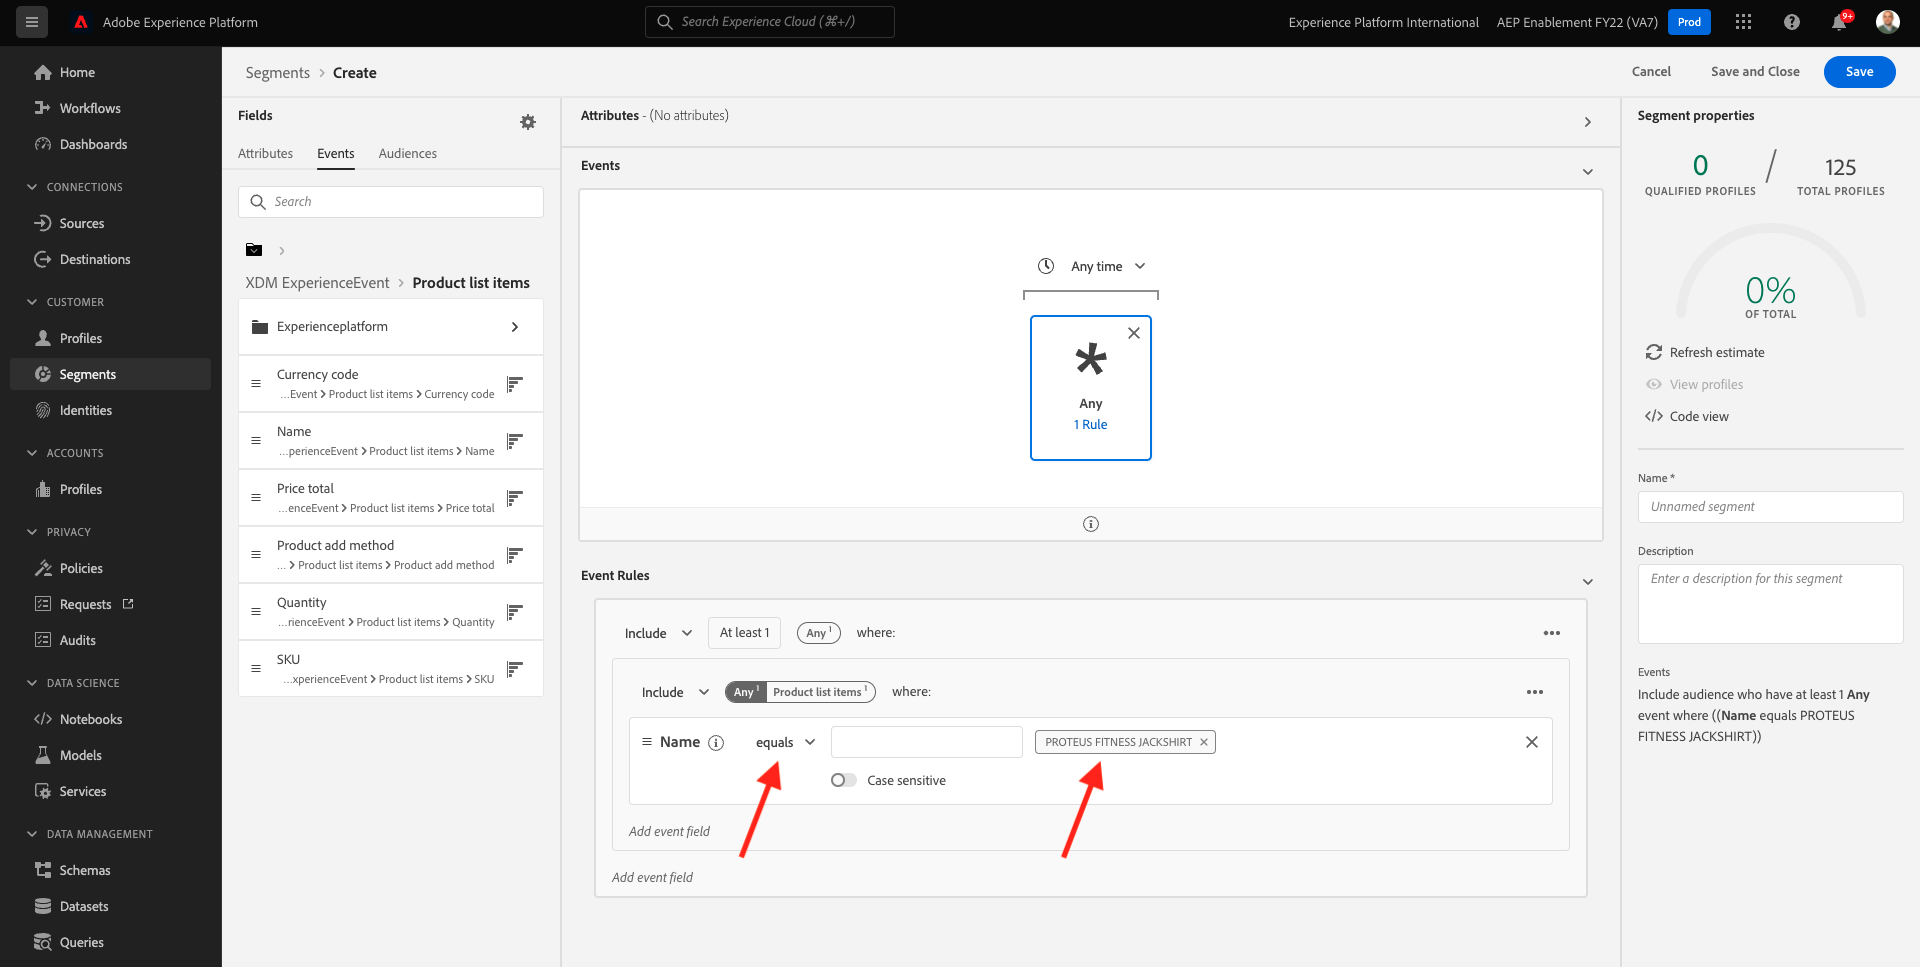 Adobe Experience Platform
Search Experience Cloud (⌘+/)
Experience Platform International
AEP Enablement FY22 (VA7)
Prod
9+
Home
Workflows
Dashboards
CONNECTIONS
Sources
Destinations
CUSTOMER
Profiles
Segments
Identities
ACCOUNTS
Profiles
PRIVACY
Policies
Requests
Audits
DATA SCIENCE
Notebooks
Models
Services
DATA MANAGEMENT
Schemas
Datasets
Queries
Segments > Create
Cancel
Save and Close
Save
Fields
Attributes
Events
Audiences
Search
XDM ExperienceEvent > Product list items
Experienceplatform
Currency code
...Event > Product list items > Currency code
Name
...perienceEvent > Product list items > Name
Price total
...enceEvent > Product list items > Price total
Product add method
... > Product list items > Product add method
Quantity
...rienceEvent > Product list items > Quantity
SKU
...xperienceEvent > Product list items > SKU
Attributes - (No attributes)
Events
Any time
Any
1 Rule
Event Rules
Include At least 1 Any 1 where:
Include Any 1 Product list items 1 where:
Name equals PROTEUS FITNESS JACKSHIRT
Case sensitive
Add event field
Add event field
Segment properties
0 / 125
QUALIFIED PROFILES TOTAL PROFILES
0%
OF TOTAL
Refresh estimate
View profiles
</> Code view
Name *
Unnamed segment
Description
Enter a description for this segment
Events
Include audience who have at least 1 Any
event where ((Name equals PROTEUS
FITNESS JACKSHIRT))